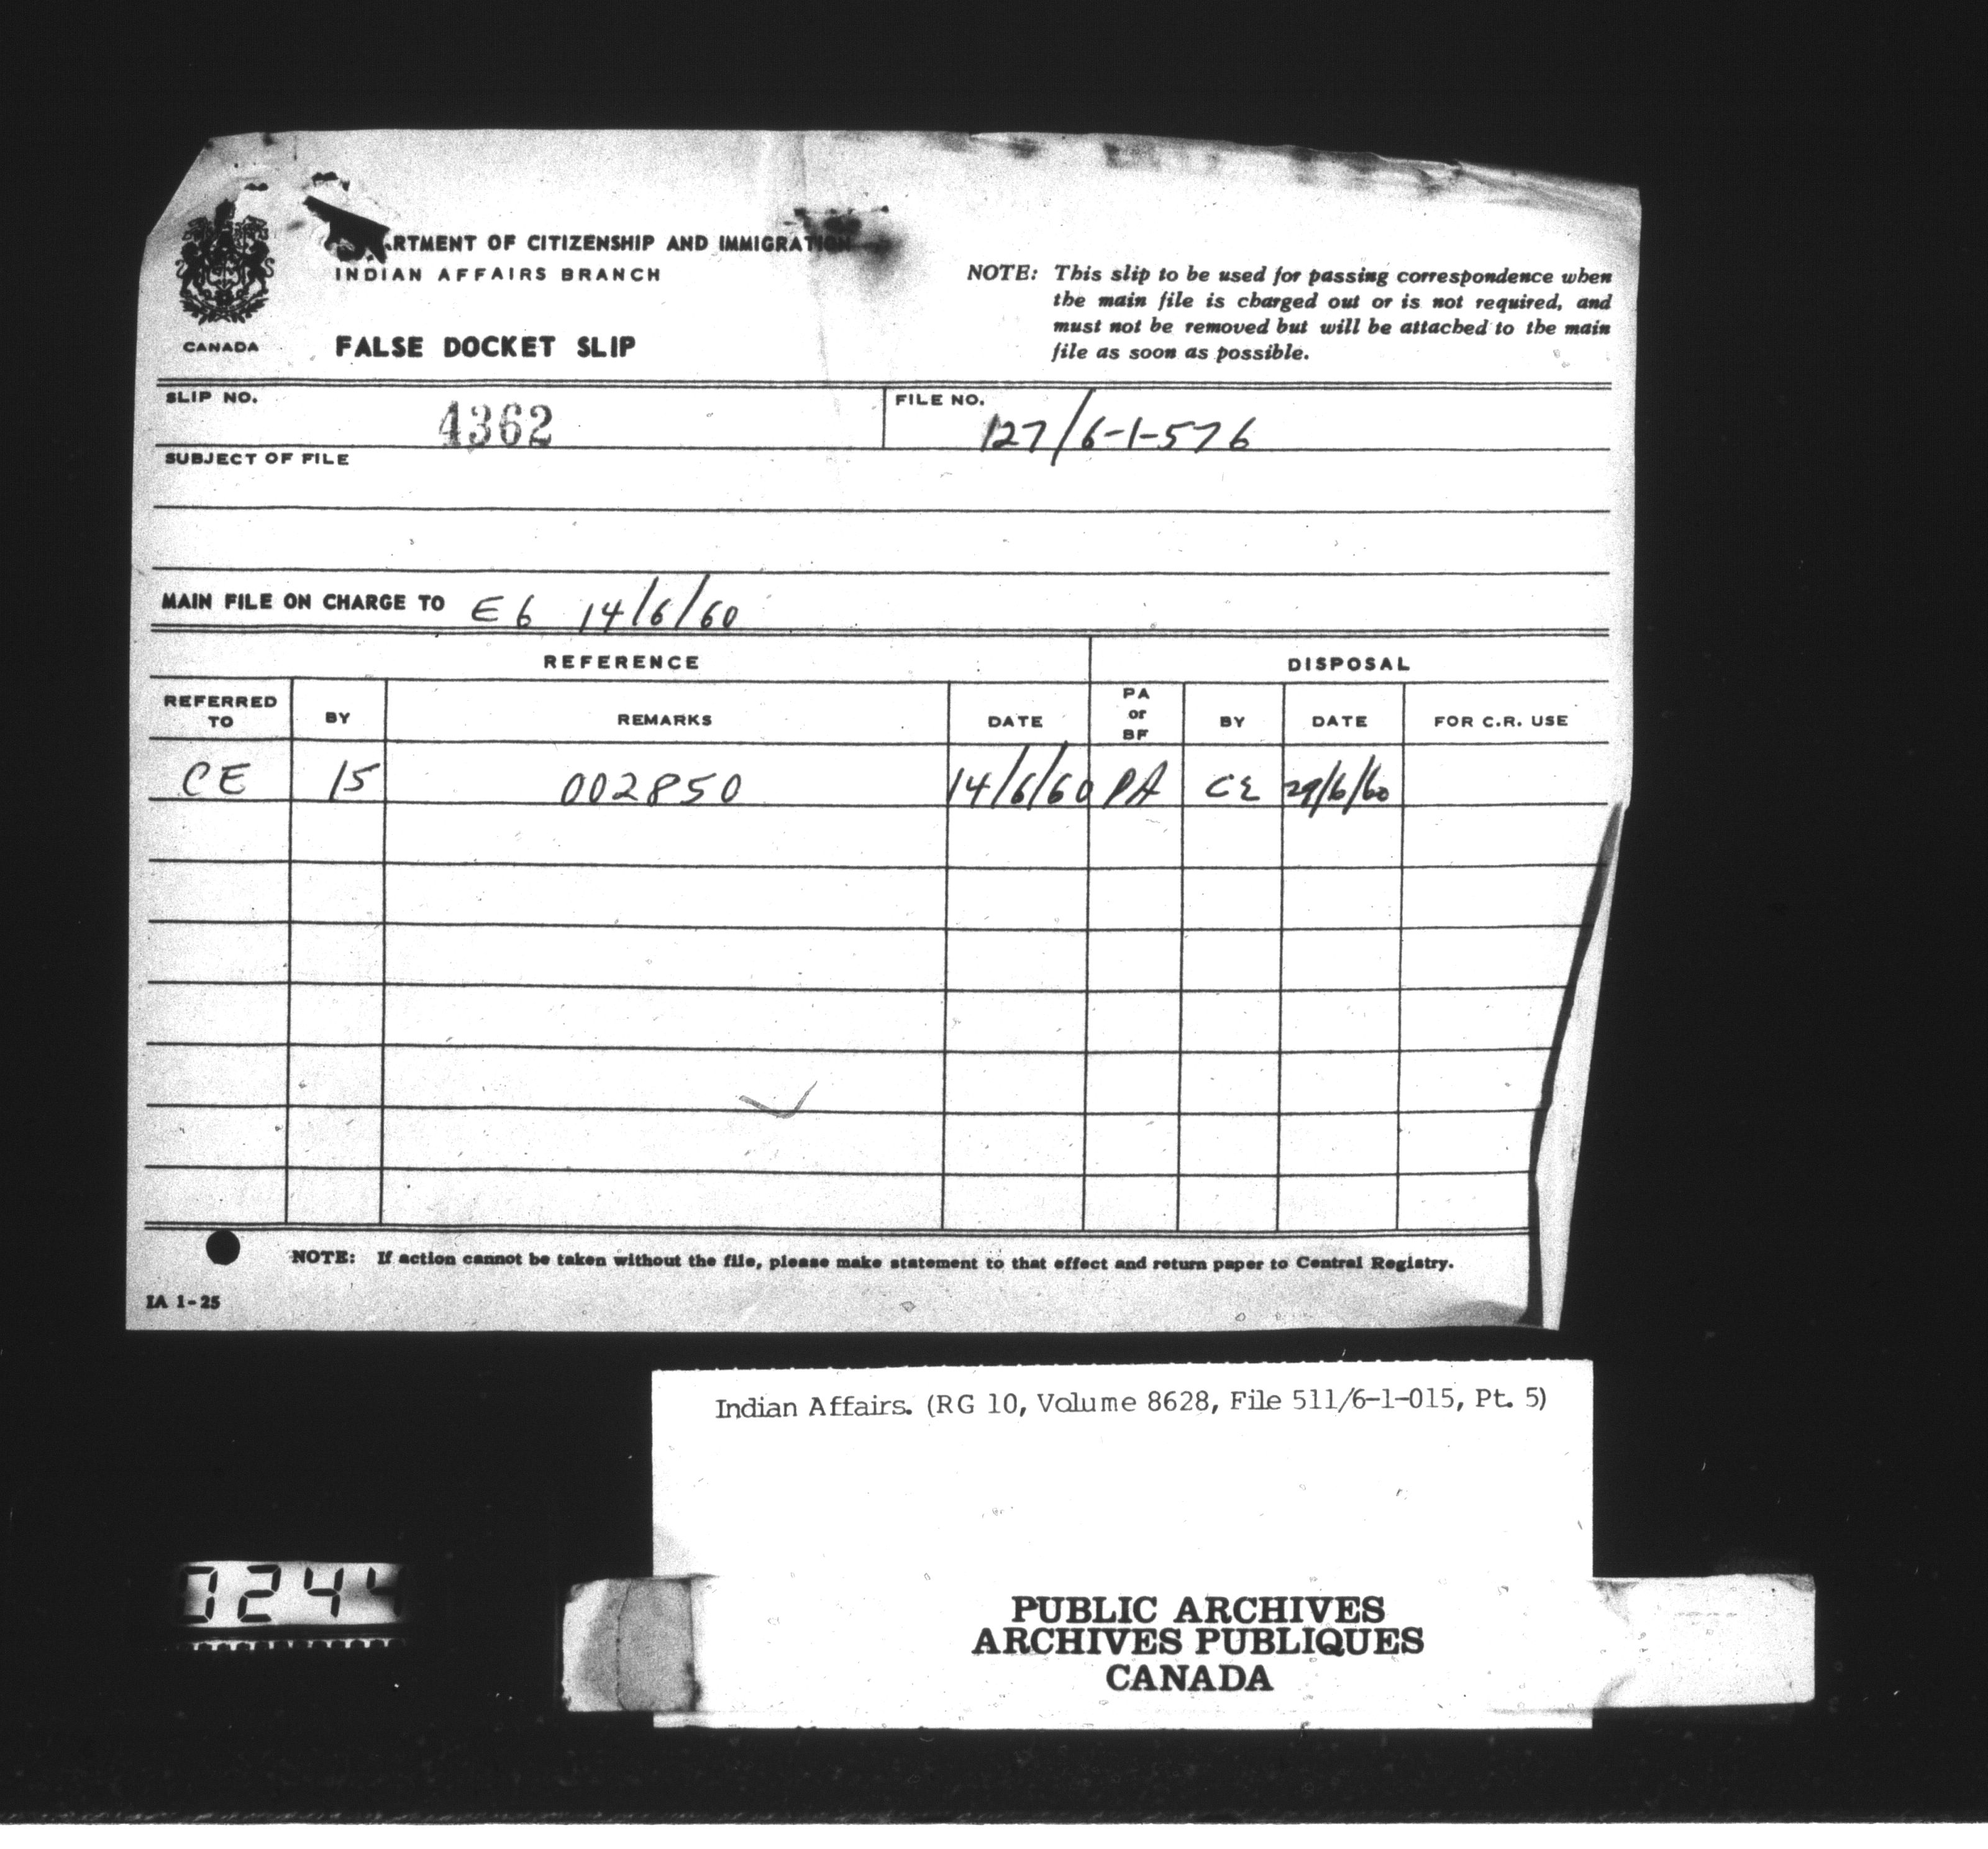 ARTMENT OF CITIZENSHIP AND IMMIGRATION
INDIAN AFFAIRS BRANCH
CANADA
FALSE DOCKET SLIP
NOTE: This slip to be used for passing correspondence when
the main file is charged out or is not required, and
must not be removed but will be attached to the main
file as soon as possible.
SLIP NO. 4362 FILE NO. 127/6-1-576
SUBJECT OF FILE
MAIN FILE ON CHARGE TO E6 14/6/60
REFERENCE DISPOSAL
REFERRED TO BY REMARKS DATE PA or BF BY DATE FOR C.R. USE
CE 15 002850 14/6/60 PA CE 29/6/60
NOTE: If action cannot be taken without the file, please make statement to that effect and return paper to Central Registry.
IA 1-25
Indian Affairs. (RG 10, Volume 8628, File 511/6-1-015, Pt. 5)
PUBLIC ARCHIVES
ARCHIVES PUBLIQUES
CANADA